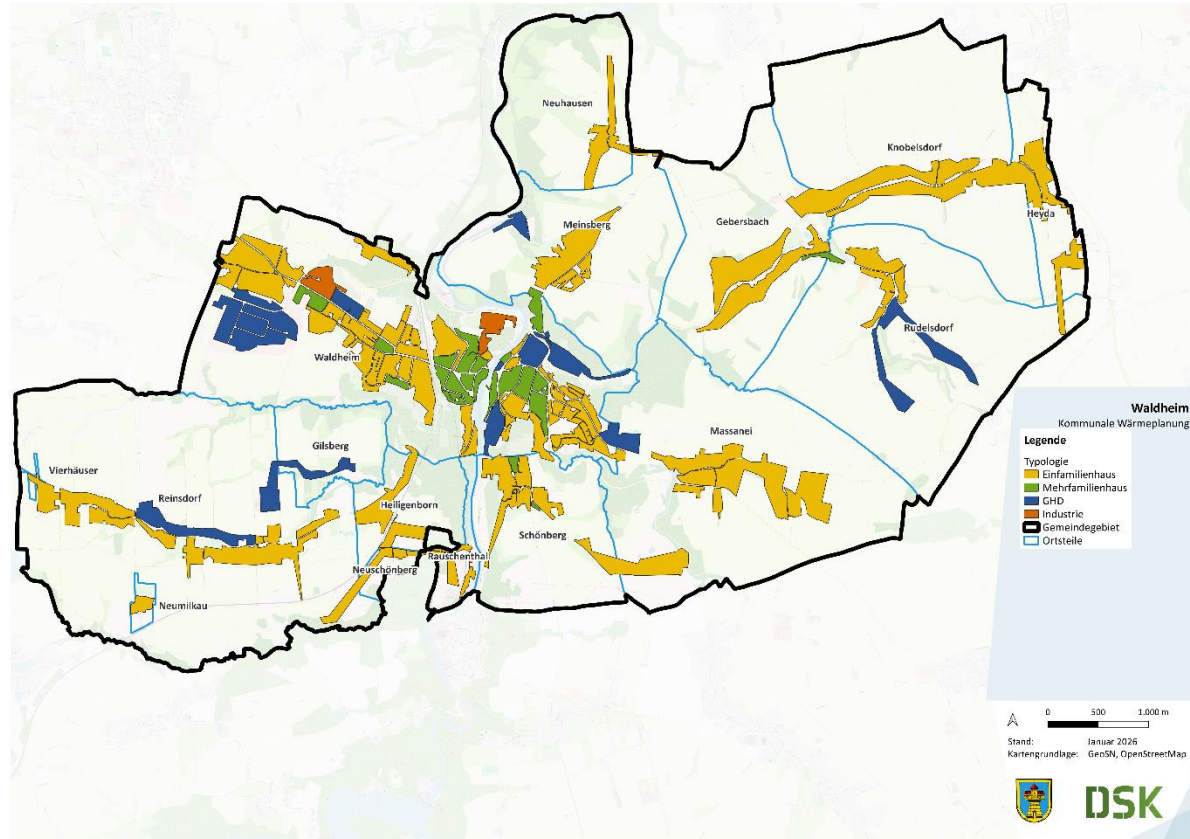 Neuhausen
Knobelsdorf
Heyda
Gebersbach
Meinsberg
Rudelsdorf
Waldheim
Massanei
Gilsberg
Vierhäuser
Reinsdorf
Heiligenborn
Schönberg
Rauschenthal
Neuschönberg
Neumilkau
Waldheim
Kommunale Wärmeplanung
Legende
Typologie
Einfamilienhaus
Mehrfamilienhaus
GHD
Industrie
Gemeindegebiet
Ortsteile
0 500 1.000 m
Stand: Januar 2026
Kartengrundlage: GeoSN, OpenStreetMap
DSK